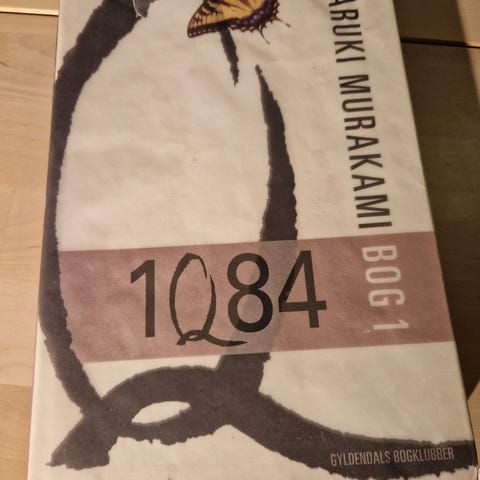 ARUKI MURAKAMI BOG 1
1Q84
GYLDENDALS BOGKLUBBER